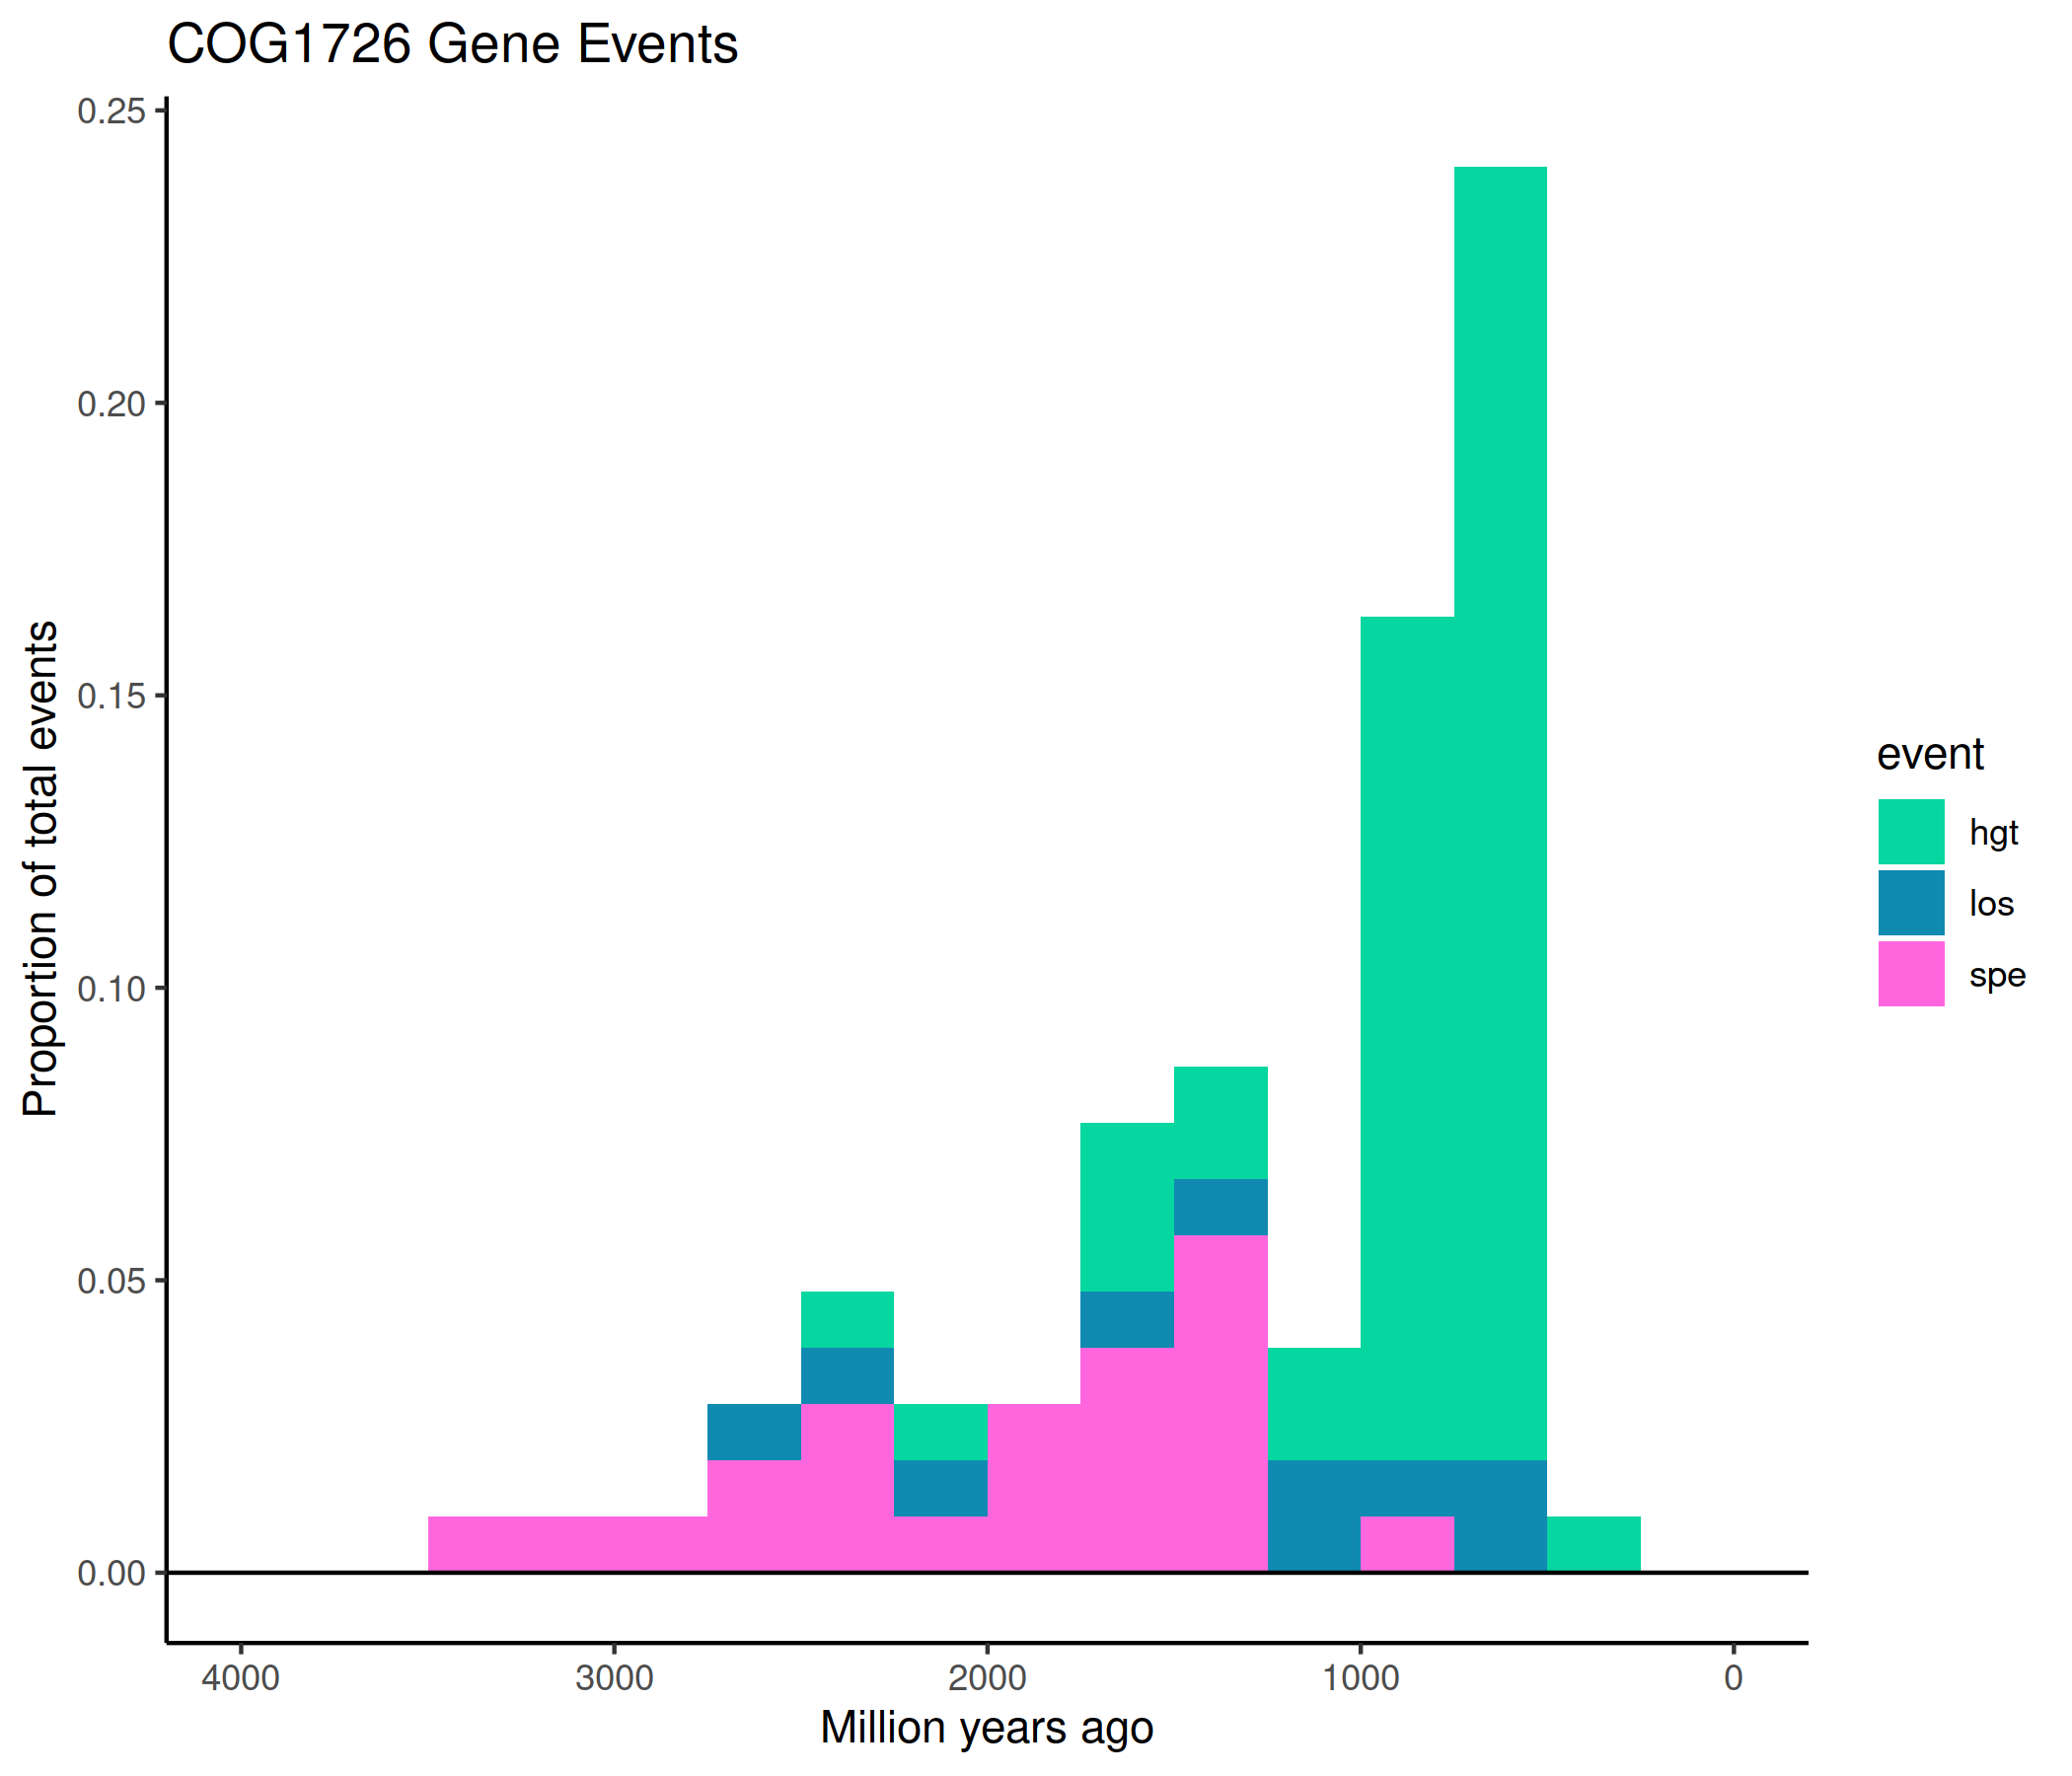 COG1726 Gene Events
Proportion of total events
0.25
0.20
0.15
0.10
0.05
0.00
4000 3000 2000 1000 0
Million years ago
event
hgt
los
spe